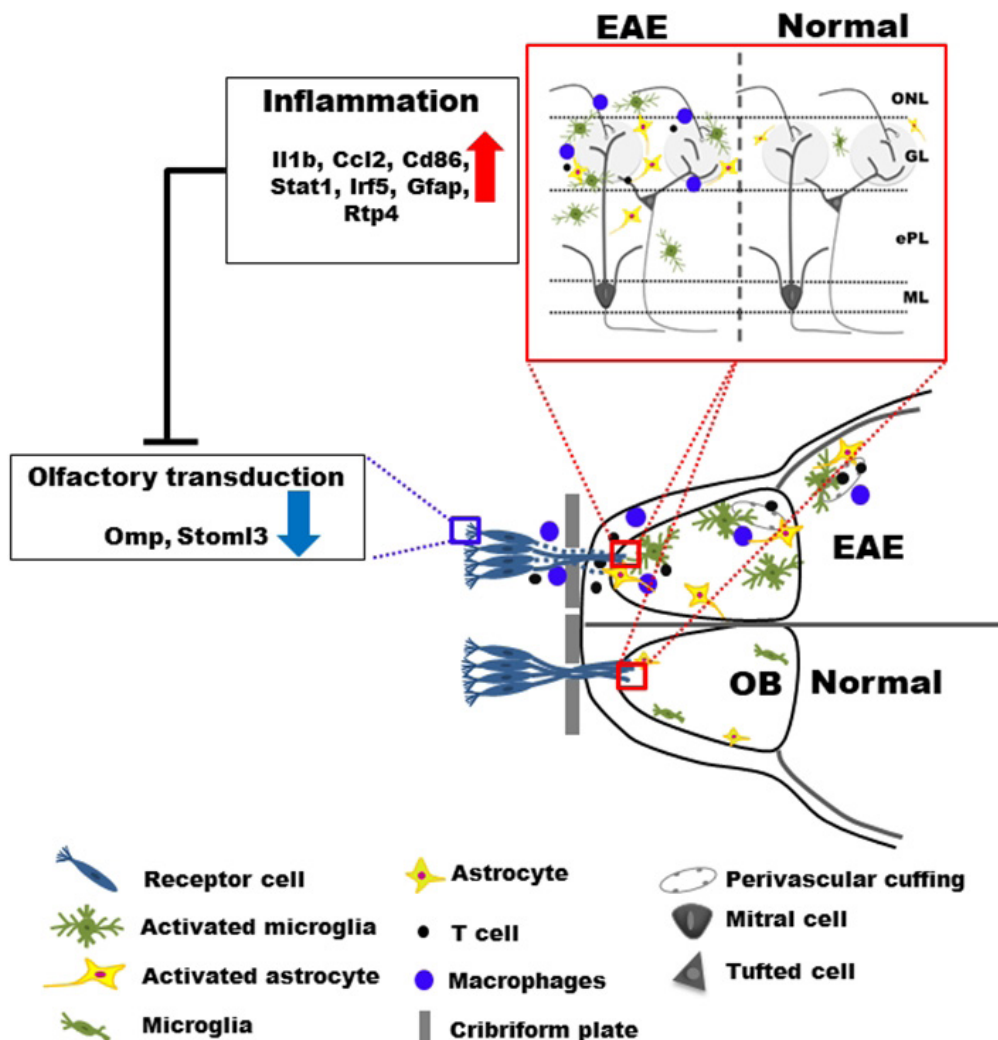 EAE
Normal
Inflammation
Il1b, Ccl2, Cd86,
Stat1, Irf5, Gfap,
Rtp4
ONL
GL
ePL
ML
Olfactory transduction
Omp, Stoml3
EAE
OB
Normal
Receptor cell
Activated microglia
Activated astrocyte
Microglia
Astrocyte
T cell
Macrophages
Cribriform plate
Perivascular cuffing
Mitral cell
Tufted cell